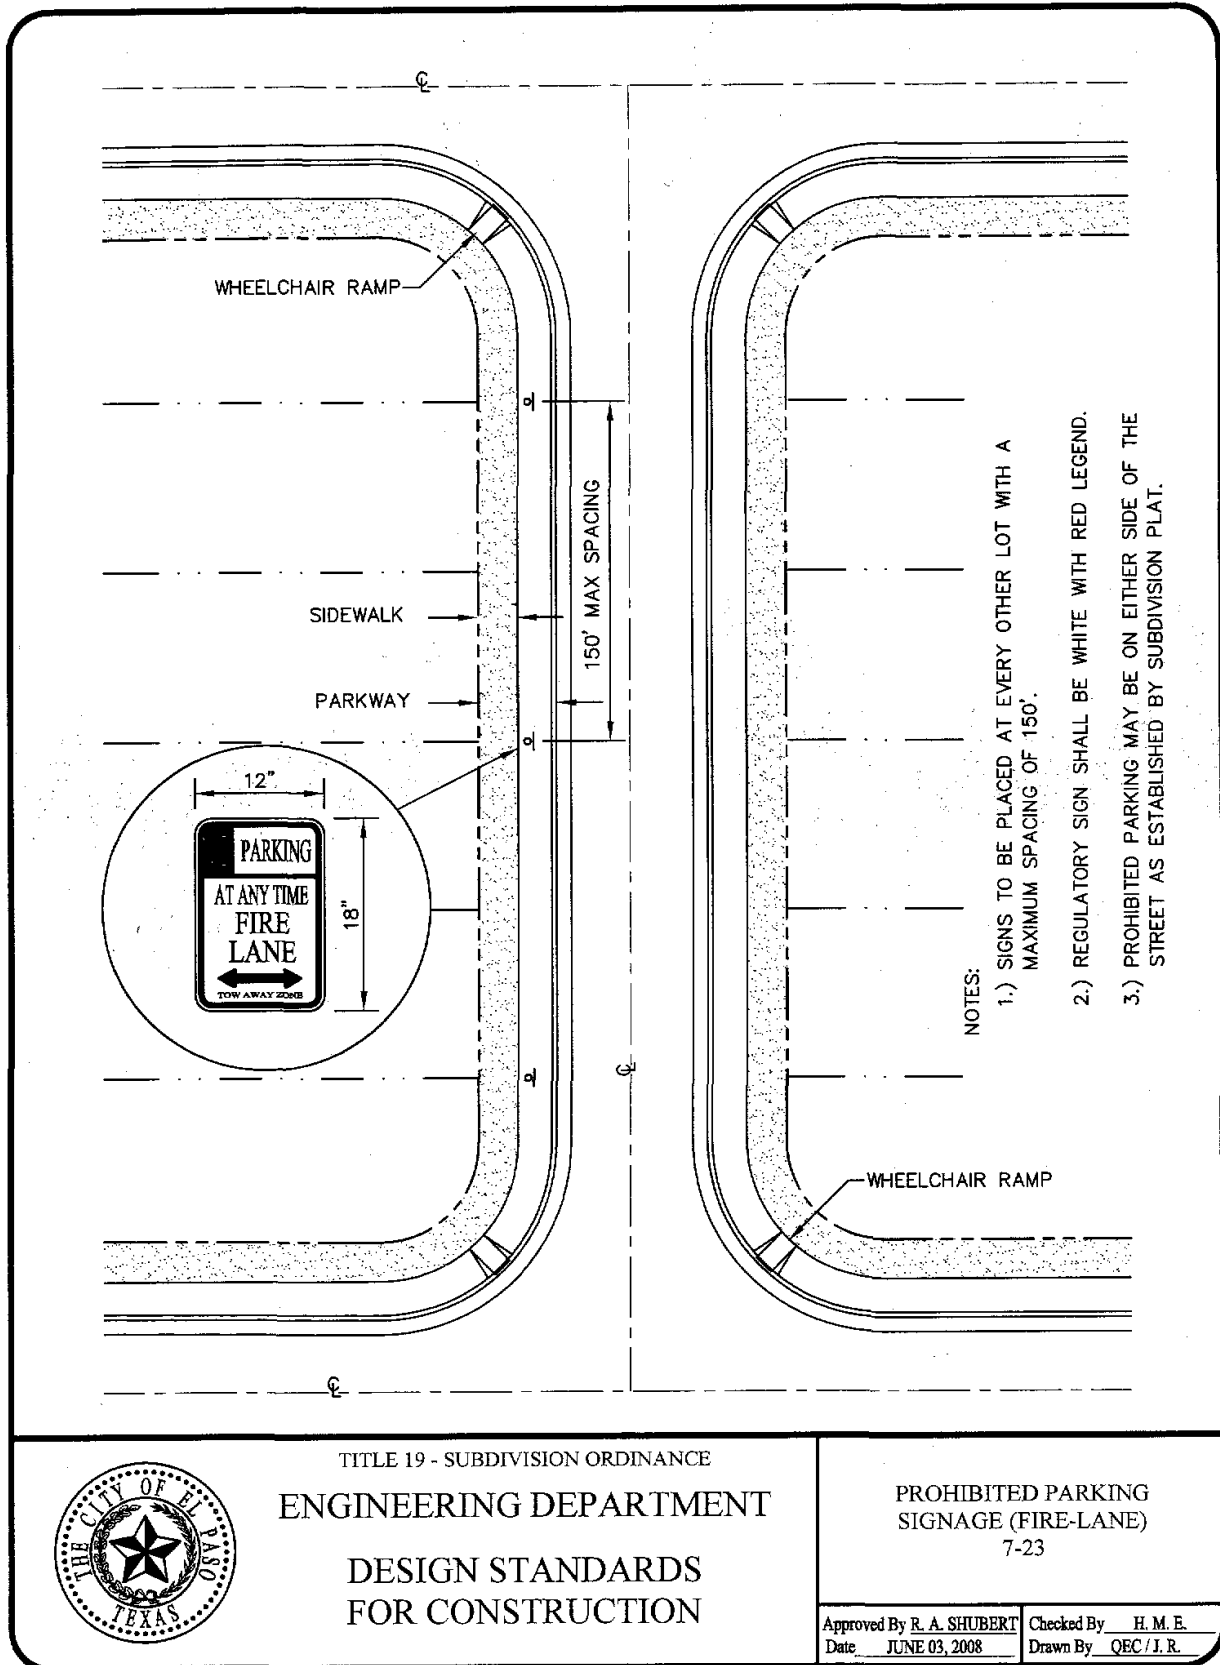 ℄
WHEELCHAIR RAMP
150' MAX SPACING
SIDEWALK
PARKWAY
12"
18"
PARKING
AT ANY TIME
FIRE
LANE
TOW AWAY ZONE
℄
WHEELCHAIR RAMP
℄
NOTES:
1.) SIGNS TO BE PLACED AT EVERY OTHER LOT WITH A
MAXIMUM SPACING OF 150'.
2.) REGULATORY SIGN SHALL BE WHITE WITH RED LEGEND.
3.) PROHIBITED PARKING MAY BE ON EITHER SIDE OF THE
STREET AS ESTABLISHED BY SUBDIVISION PLAT.
THE CITY OF EL PASO
TEXAS
TITLE 19 - SUBDIVISION ORDINANCE
ENGINEERING DEPARTMENT
DESIGN STANDARDS
FOR CONSTRUCTION
PROHIBITED PARKING
SIGNAGE (FIRE-LANE)
7-23
Approved By R. A. SHUBERT
Date JUNE 03, 2008
Checked By H. M. E.
Drawn By QEC / J. R.